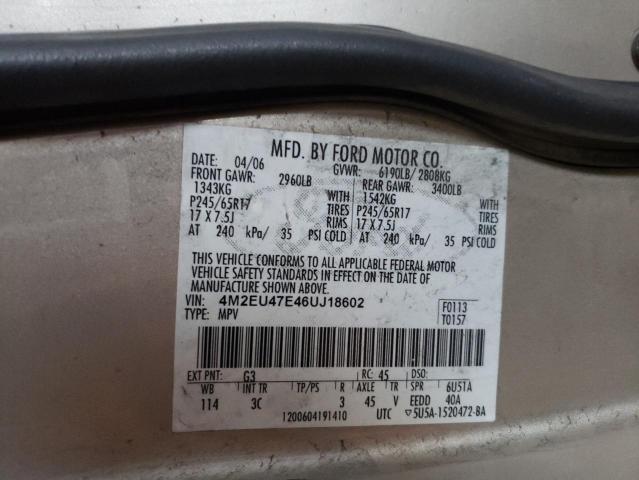 MFD. BY FORD MOTOR CO.
DATE: 04/06 GVWR: 6190LB/ 2808KG
FRONT GAWR: 2960LB REAR GAWR: 3400LB
1343KG WITH 1542KG WITH
P245/65R17 TIRES P245/65R17 TIRES
17 X 7.5J RIMS 17 X 7.5J RIMS
AT 240 kPa/ 35 PSI COLD AT 240 kPa/ 35 PSI COLD
THIS VEHICLE CONFORMS TO ALL APPLICABLE FEDERAL MOTOR
VEHICLE SAFETY STANDARDS IN EFFECT ON THE DATE OF
MANUFACTURE SHOWN ABOVE.
VIN: 4M2EU47E46UJ18602 F0113
TYPE: MPV T0157
EXT PNT: G3 RC: 45 DSO:
WB INT TR TP/PS R AXLE TR SPR 6U5TA
114 3C 3 45 V EEDD 40A
1200604191410 UTC 5U5A-1520472-BA